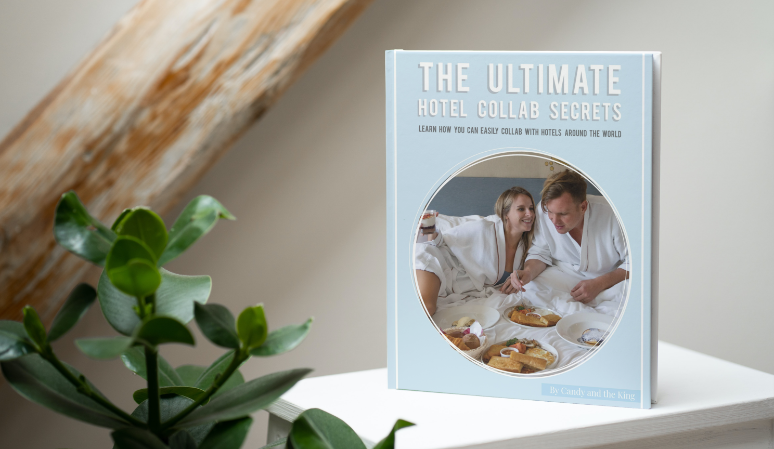 THE ULTIMATE
HOTEL COLLAB SECRETS
LEARN HOW YOU CAN EASILY COLLAB WITH HOTELS AROUND THE WORLD
By Candy and the King